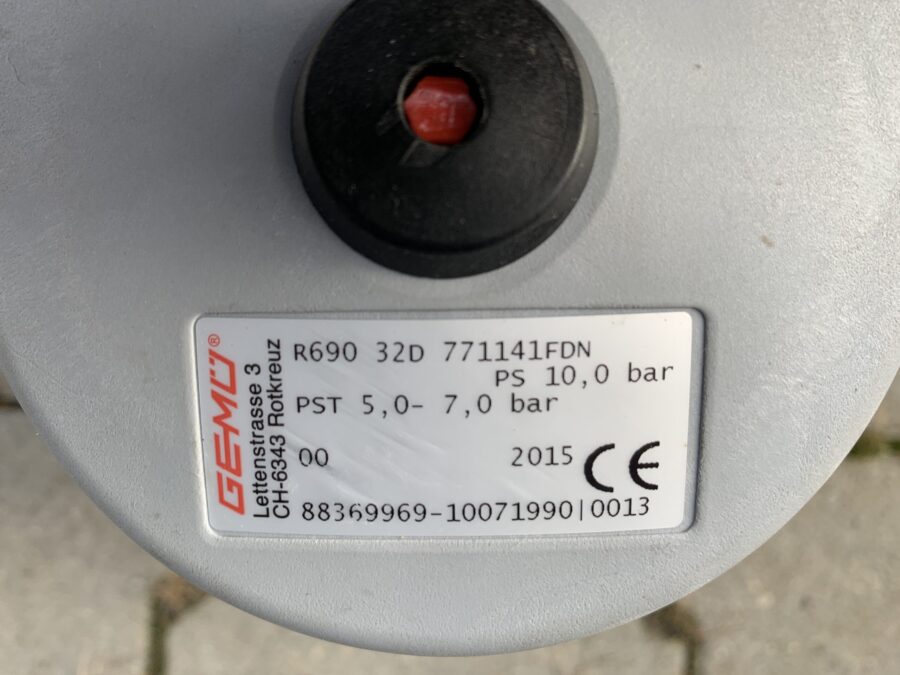 GEMÜ®
Lettenstrasse 3
CH-6343 Rotkreuz
R690 32D 771141FDN
PS 10,0 bar
PST 5,0- 7,0 bar
00 2015 CE
88369969-10071990|0013